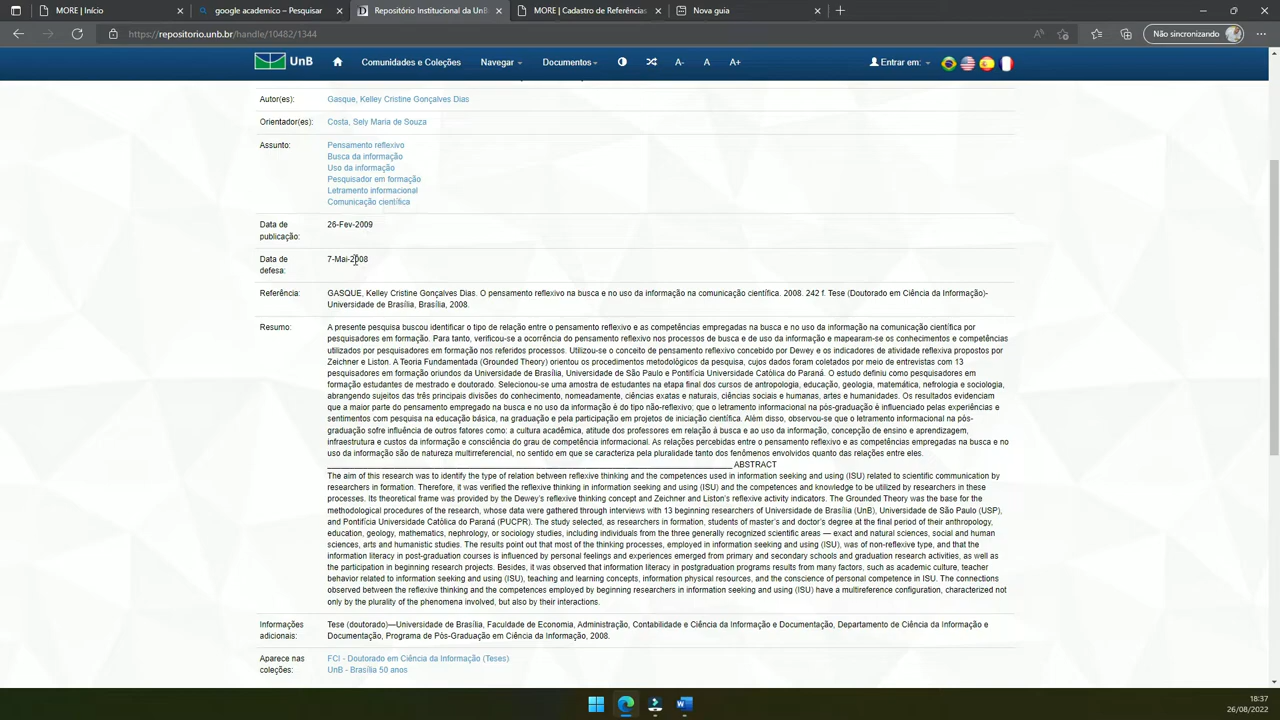 MORE | Início
google academico – Pesquisar
Repositório Institucional da UnB
MORE | Cadastro de Referências
Nova guia
https://repositorio.unb.br/handle/10482/1344
Não sincronizando
UnB
Comunidades e Coleções
Navegar
Documentos
A-
A
A+
Entrar em:
Autor(es):
Gasque, Kelley Cristine Gonçalves Dias
Orientador(es):
Costa, Sely Maria de Souza
Assunto:
Pensamento reflexivo
Busca da informação
Uso da informação
Pesquisador em formação
Letramento informacional
Comunicação científica
Data de
publicação:
26-Fev-2009
Data de
defesa:
7-Mai-2008
Referência:
GASQUE, Kelley Cristine Gonçalves Dias. O pensamento reflexivo na busca e no uso da informação na comunicação científica. 2008. 242 f. Tese (Doutorado em Ciência da Informação)-
Universidade de Brasília, Brasília, 2008.
Resumo:
A presente pesquisa buscou identificar o tipo de relação entre o pensamento reflexivo e as competências empregadas na busca e no uso da informação na comunicação científica por
pesquisadores em formação. Para tanto, verificou-se a ocorrência do pensamento reflexivo nos processos de busca e de uso da informação e mapearam-se os conhecimentos e competências
utilizados por pesquisadores em formação nos referidos processos. Utilizou-se o conceito de pensamento reflexivo concebido por Dewey e os indicadores de atividade reflexiva propostos por
Zeichner e Liston. A Teoria Fundamentada (Grounded Theory) orientou os procedimentos metodológicos da pesquisa, cujos dados foram coletados por meio de entrevistas com 13
pesquisadores em formação oriundos da Universidade de Brasília, Universidade de São Paulo e Pontifícia Universidade Católica do Paraná. O estudo definiu como pesquisadores em
formação estudantes de mestrado e doutorado. Selecionou-se uma amostra de estudantes na etapa final dos cursos de antropologia, educação, geologia, matemática, nefrologia e sociologia,
abrangendo sujeitos das três principais divisões do conhecimento, nomeadamente, ciências exatas e naturais, ciências sociais e humanas, artes e humanidades. Os resultados evidenciam
que a maior parte do pensamento empregado na busca e no uso da informação é do tipo não-reflexivo; que o letramento informacional na pós-graduação é influenciado pelas experiências e
sentimentos com pesquisa na educação básica, na graduação e pela participação em projetos de iniciação científica. Além disso, observou-se que o letramento informacional na pós-
graduação sofre influência de outros fatores como: a cultura acadêmica, atitude dos professores em relação à busca e ao uso da informação, concepção de ensino e aprendizagem,
infraestrutura e custos da informação e consciência do grau de competência informacional. As relações percebidas entre o pensamento reflexivo e as competências empregadas na busca e no
uso da informação são de natureza multirreferencial, no sentido em que se caracteriza pela pluralidade tanto dos fenômenos envolvidos quanto das relações entre eles.
ABSTRACT
The aim of this research was to identify the type of relation between reflexive thinking and the competences used in information seeking and using (ISU) related to scientific communication by
researchers in formation. Therefore, it was verified the reflexive thinking in information seeking and using (ISU) and the competences and knowledge to be utilized by researchers in these
processes. Its theoretical frame was provided by the Dewey's reflexive thinking concept and Zeichner and Liston's reflexive activity indicators. The Grounded Theory was the base for the
methodological procedures of the research, whose data were gathered through interviews with 13 beginning researchers of Universidade de Brasília (UnB), Universidade de São Paulo (USP),
and Pontifícia Universidade Católica do Paraná (PUCPR). The study selected, as researchers in formation, students of master's and doctor's degree at the final period of their anthropology,
education, geology, mathematics, nephrology, or sociology studies, including individuals from the three generally recognized scientific areas — exact and natural sciences, social and human
sciences, arts and humanistic studies. The results point out that most of the thinking processes, employed in information seeking and using (ISU), was of non-reflexive type, and that the
information literacy in post-graduation courses is influenced by personal feelings and experiences emerged from primary and secondary schools and graduation research activities, as well as
the participation in beginning research projects. Besides, it was observed that information literacy in postgraduation programs results from many factors, such as academic culture, teacher
behavior related to information seeking and using (ISU), teaching and learning concepts, information physical resources, and the conscience of personal competence in ISU. The connections
observed between the reflexive thinking and the competences employed by beginning researchers in information seeking and using (ISU) have a multireference configuration, characterized not
only by the plurality of the phenomena involved, but also by their interactions.
Informações
adicionais:
Tese (doutorado)—Universidade de Brasília, Faculdade de Economia, Administração, Contabilidade e Ciência da Informação e Documentação, Departamento de Ciência da Informação e
Documentação, Programa de Pós-Graduação em Ciência da Informação, 2008.
Aparece nas
coleções:
FCI - Doutorado em Ciência da Informação (Teses)
UnB - Brasília 50 anos
18:37
26/08/2022